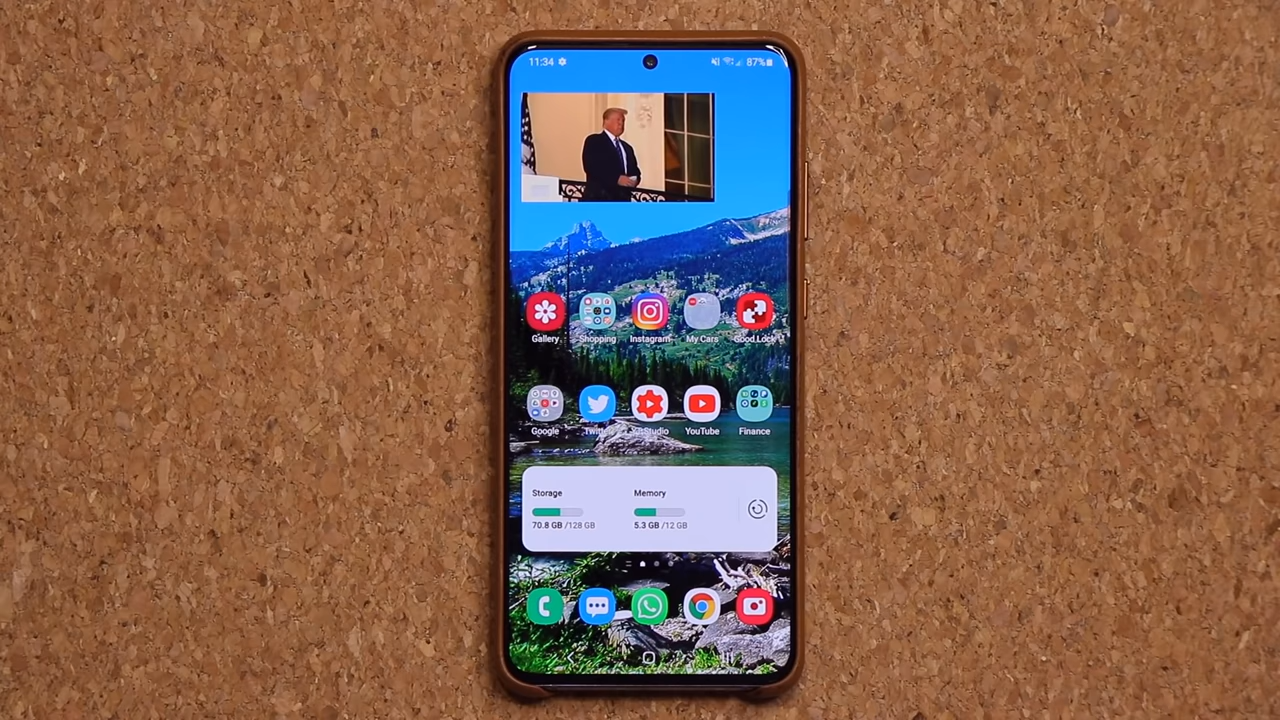 11:34
87%
Gallery
Shopping
Instagram
My Cars
Good Lock
Google
YouTube
Finance
Storage
Memory
70.8 GB /128 GB
5.3 GB /12 GB